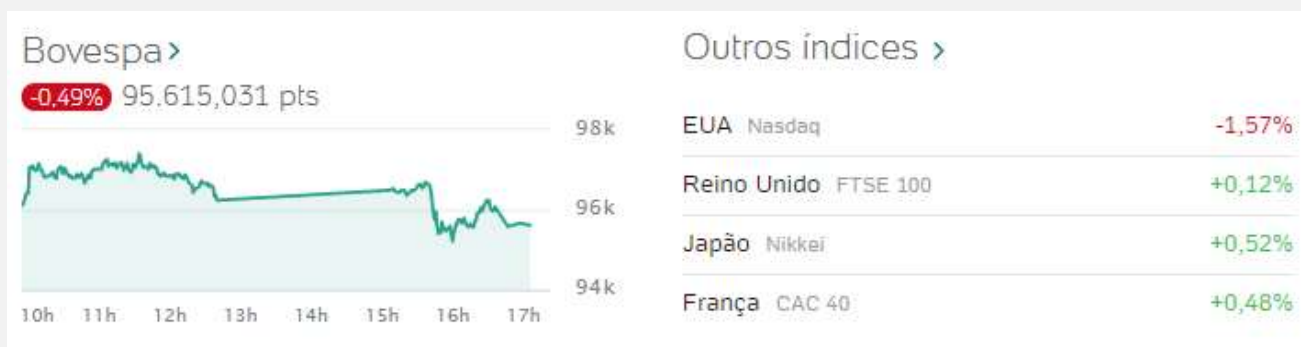 Bovespa >
-0,49% 95.615,031 pts
98k
96k
94k
10h 11h 12h 13h 14h 15h 16h 17h
Outros índices >
EUA Nasdaq -1,57%
Reino Unido FTSE 100 +0,12%
Japão Nikkei +0,52%
França CAC 40 +0,48%